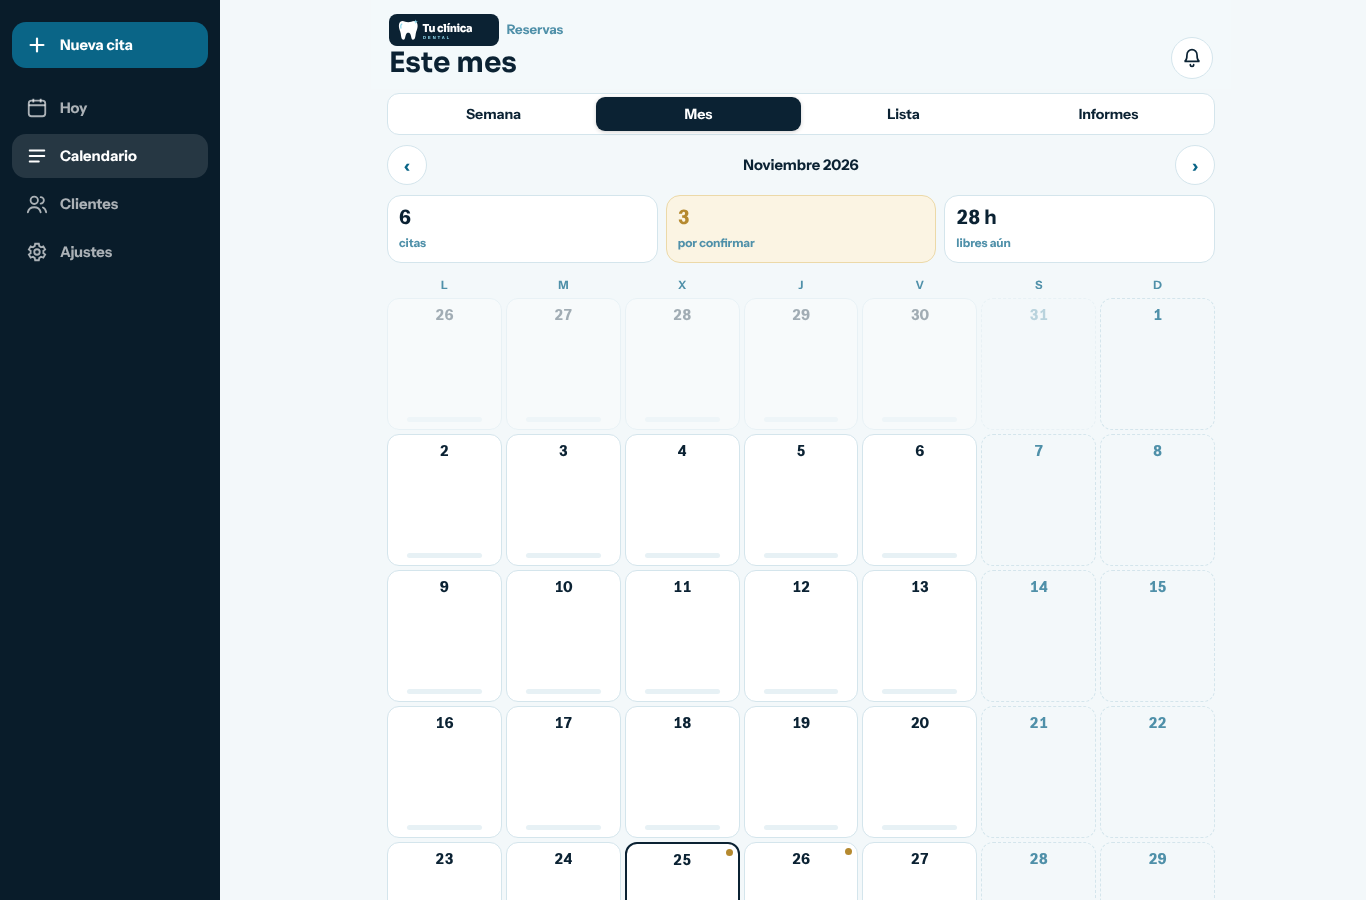 Nueva cita
Hoy
Calendario
Clientes
Ajustes
Tu clínica
DENTAL
Reservas
Este mes
Semana Mes Lista Informes
‹ Noviembre 2026 ›
6 3 28 h
citas por confirmar libres aún
L M X J V S D
26 27 28 29 30 31 1
2 3 4 5 6 7 8
9 10 11 12 13 14 15
16 17 18 19 20 21 22
23 24 25 26 27 28 29